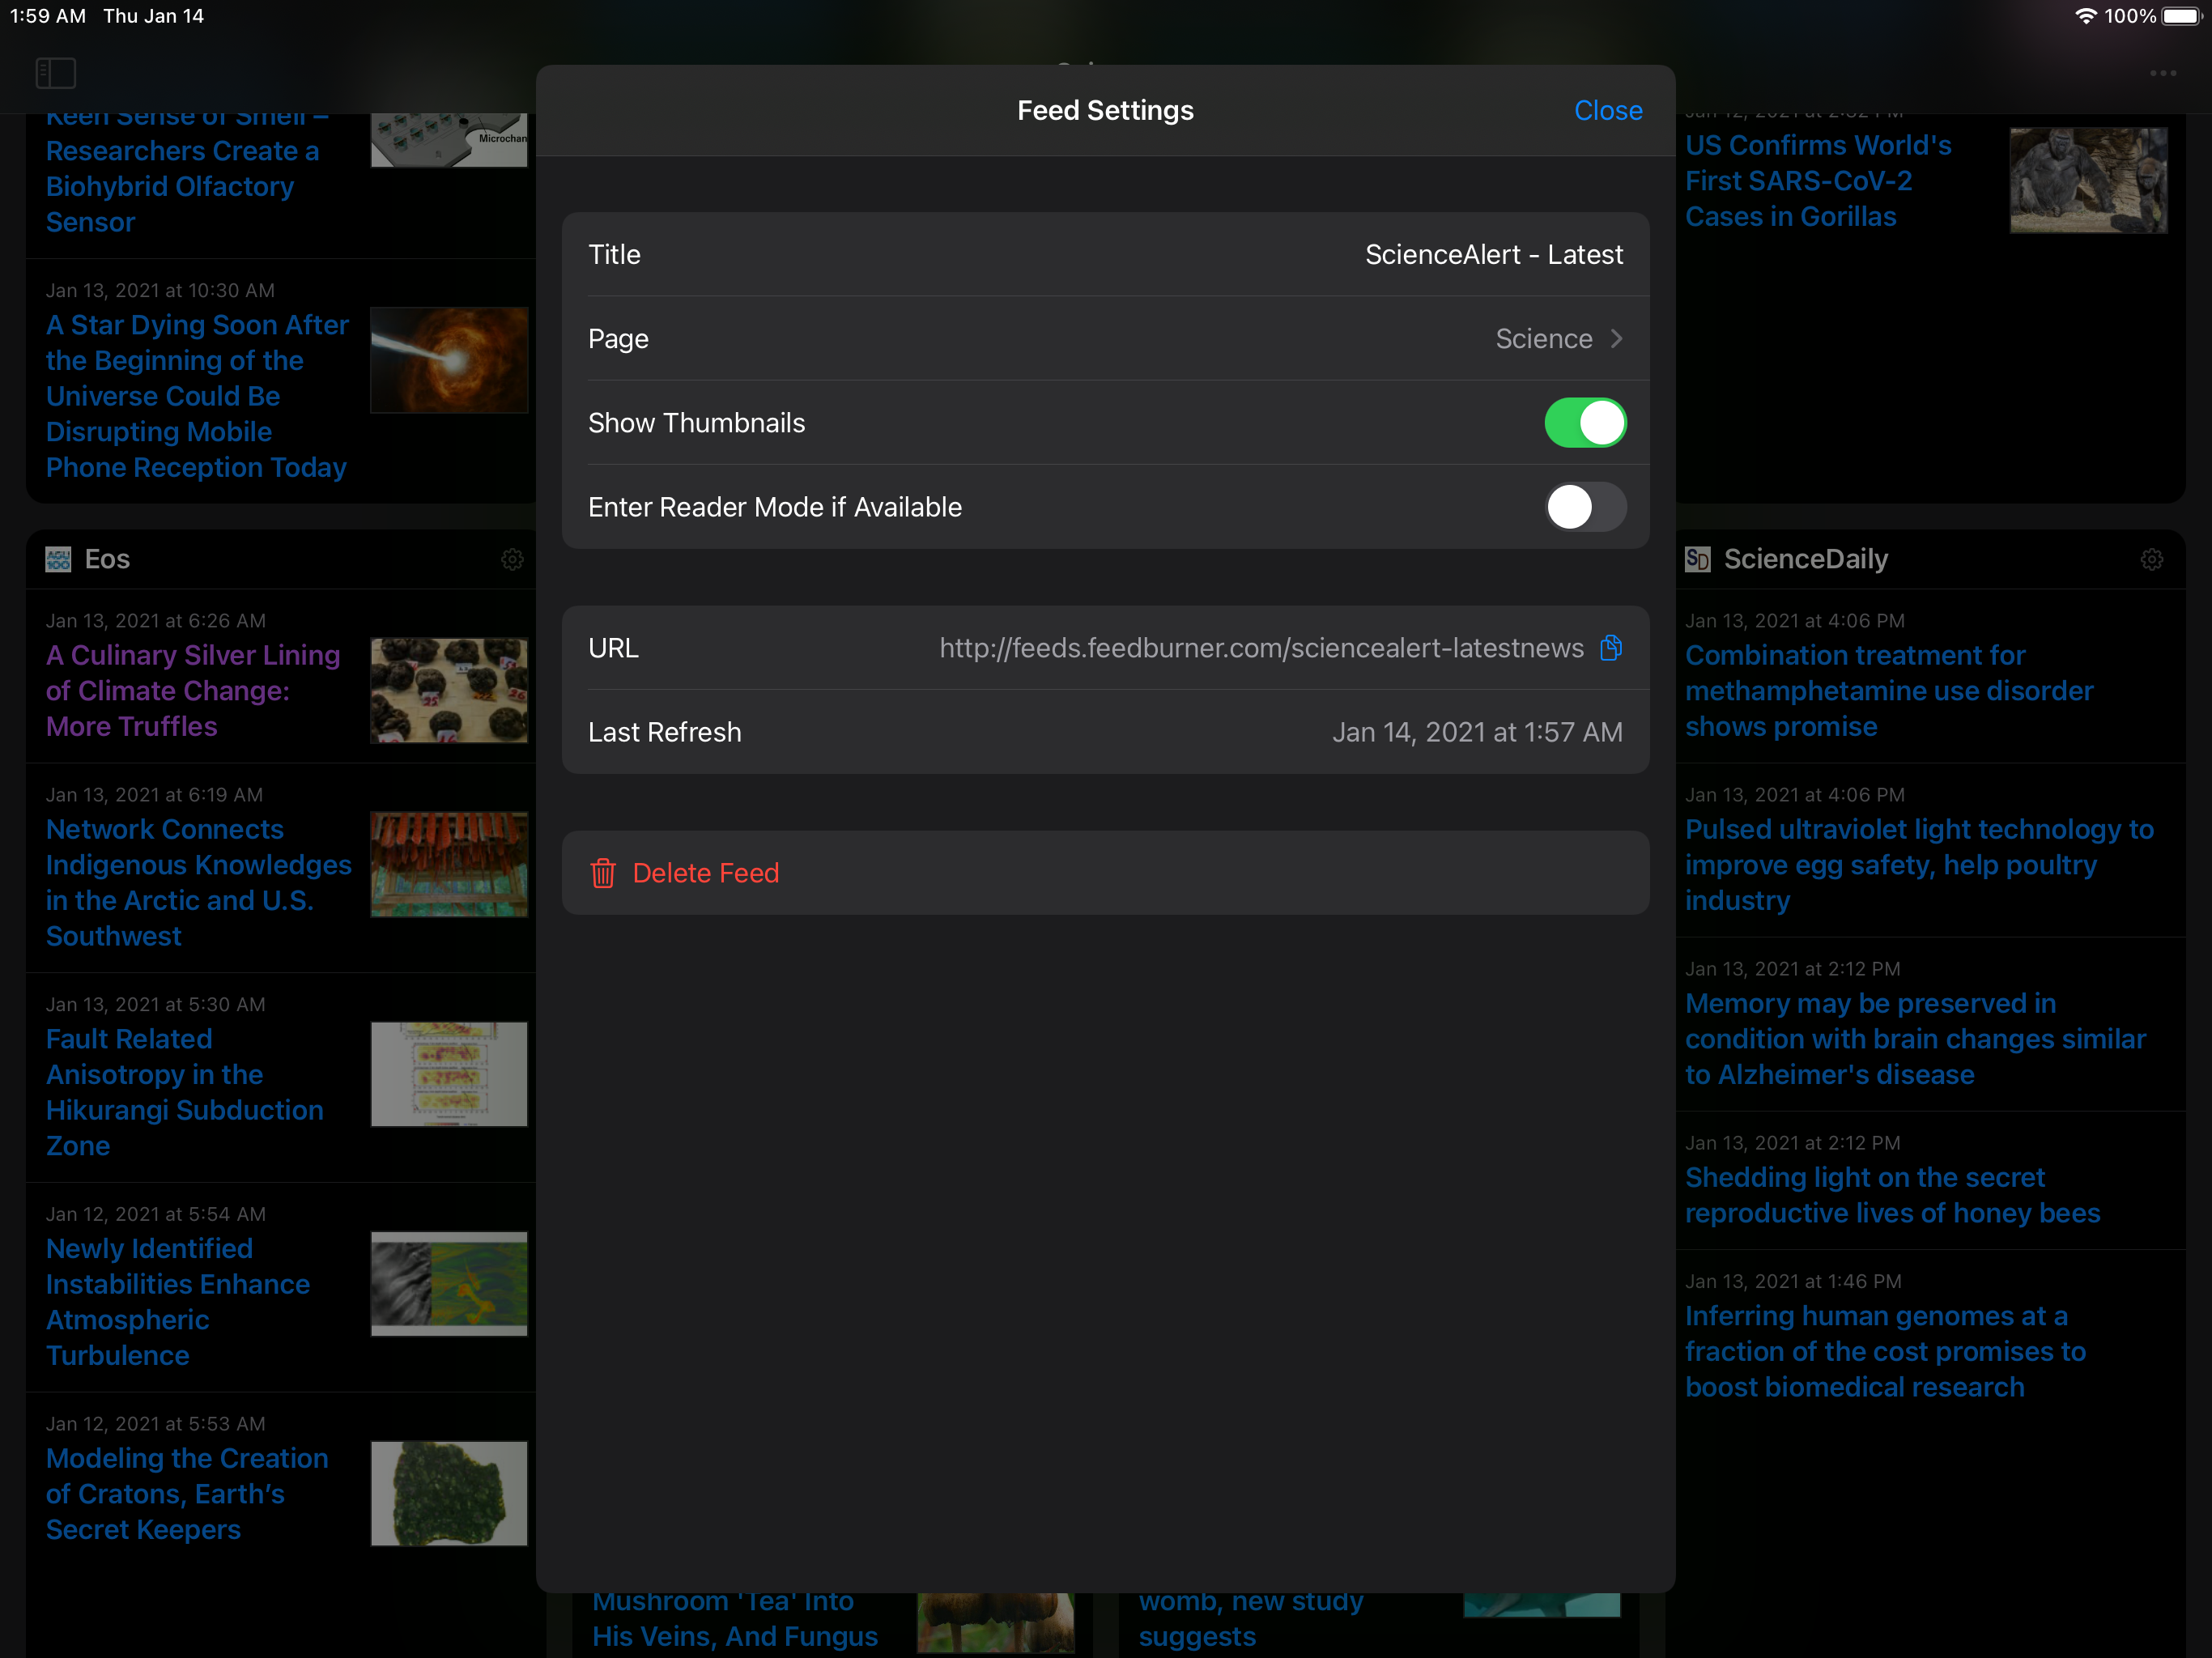 1:59 AM Thu Jan 14
100%
Keen Sense of Smell –
Researchers Create a
Biohybrid Olfactory
Sensor
Microchan
Jan 13, 2021 at 10:30 AM
A Star Dying Soon After
the Beginning of the
Universe Could Be
Disrupting Mobile
Phone Reception Today
AGU
100
Eos
Jan 13, 2021 at 6:26 AM
A Culinary Silver Lining
of Climate Change:
More Truffles
Jan 13, 2021 at 6:19 AM
Network Connects
Indigenous Knowledges
in the Arctic and U.S.
Southwest
Jan 13, 2021 at 5:30 AM
Fault Related
Anisotropy in the
Hikurangi Subduction
Zone
Jan 12, 2021 at 5:54 AM
Newly Identified
Instabilities Enhance
Atmospheric
Turbulence
Jan 12, 2021 at 5:53 AM
Modeling the Creation
of Cratons, Earth’s
Secret Keepers
Feed Settings
Close
Title
ScienceAlert - Latest
Page
Science
Show Thumbnails
Enter Reader Mode if Available
URL
http://feeds.feedburner.com/sciencealert-latestnews
Last Refresh
Jan 14, 2021 at 1:57 AM
Delete Feed
Mushroom 'Tea' Into
His Veins, And Fungus
womb, new study
suggests
Jan 12, 2021 at 2:52 PM
US Confirms World's
First SARS-CoV-2
Cases in Gorillas
SD
ScienceDaily
Jan 13, 2021 at 4:06 PM
Combination treatment for
methamphetamine use disorder
shows promise
Jan 13, 2021 at 4:06 PM
Pulsed ultraviolet light technology to
improve egg safety, help poultry
industry
Jan 13, 2021 at 2:12 PM
Memory may be preserved in
condition with brain changes similar
to Alzheimer's disease
Jan 13, 2021 at 2:12 PM
Shedding light on the secret
reproductive lives of honey bees
Jan 13, 2021 at 1:46 PM
Inferring human genomes at a
fraction of the cost promises to
boost biomedical research